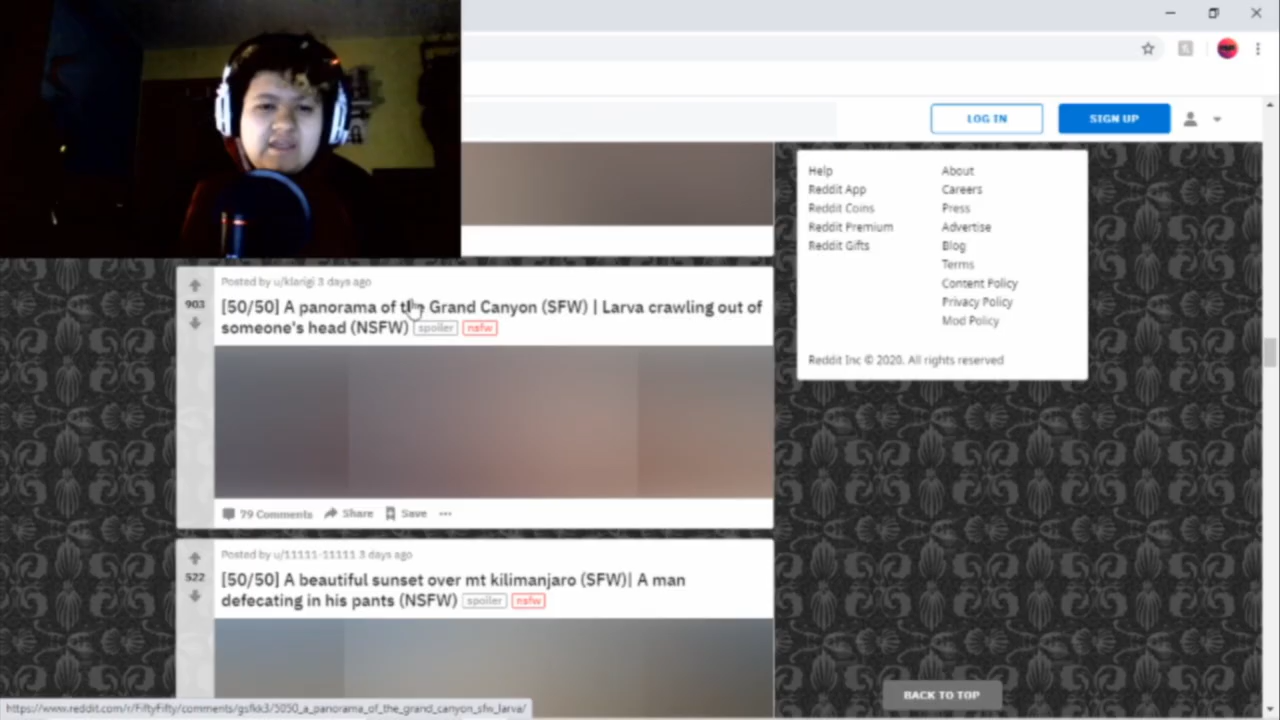 LOG IN
SIGN UP
Help
About
Reddit App
Careers
Reddit Coins
Press
Reddit Premium
Advertise
Reddit Gifts
Blog
Terms
Content Policy
Privacy Policy
Mod Policy
Reddit Inc © 2020. All rights reserved
Posted by u/klarigi 3 days ago
903
[50/50] A panorama of the Grand Canyon (SFW) | Larva crawling out of
someone's head (NSFW) spoiler nsfw
79 Comments Share Save ...
Posted by u/11111-11111 3 days ago
522
[50/50] A beautiful sunset over mt kilimanjaro (SFW)| A man
defecating in his pants (NSFW) spoiler nsfw
BACK TO TOP
https://www.reddit.com/r/FiftyFifty/comments/gsfkk3/5050_a_panorama_of_the_grand_canyon_sfw_larva/